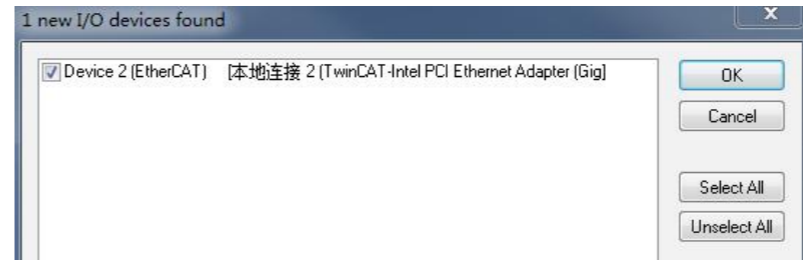 1 new I/O devices found
Device 2 (EtherCAT) [本地连接 2 (TwinCAT-Intel PCI Ethernet Adapter (Gig]
OK
Cancel
Select All
Unselect All